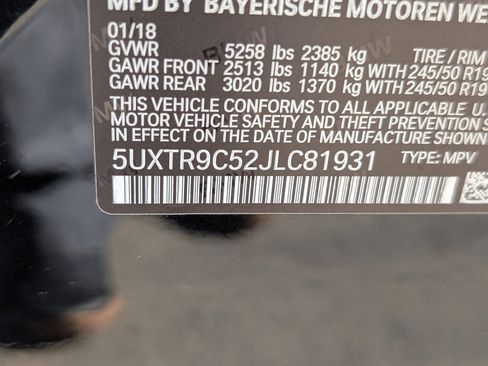 MFD BY BAYERISCHE MOTOREN WE
01/18
GVWR 5258 lbs 2385 kg TIRE / RIM
GAWR FRONT 2513 lbs 1140 kg WITH 245/50 R19
GAWR REAR 3020 lbs 1370 kg WITH 245/50 R19
THIS VEHICLE CONFORMS TO ALL APPLICABLE U.
MOTOR VEHICLE SAFETY AND THEFT PREVENTION S
IN EFFECT ON THE DATE OF MANUFACTURE SHOWN
5UXTR9C52JLC81931 TYPE: MPV